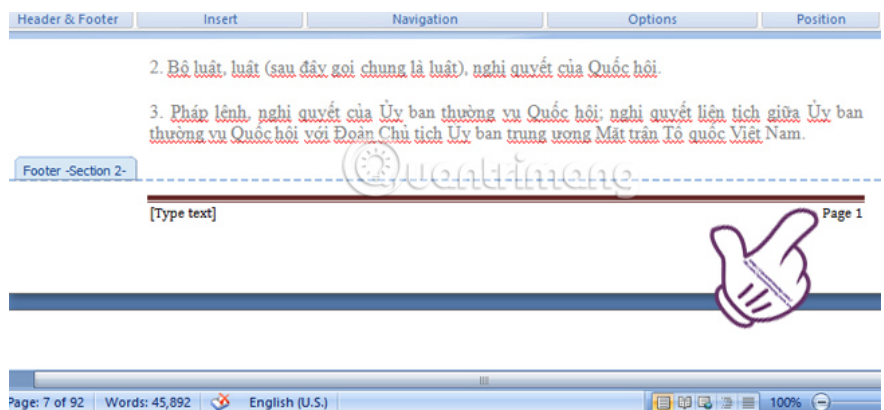 Header & Footer Insert Navigation Options Position
2. Bộ luật, luật (sau đây gọi chung là luật), nghị quyết của Quốc hội.
3. Pháp lệnh, nghị quyết của Ủy ban thường vụ Quốc hội; nghị quyết liên tịch giữa Ủy ban
thường vụ Quốc hội với Đoàn Chủ tịch Ủy ban trung ương Mặt trận Tổ quốc Việt Nam.
Footer -Section 2-
Quantrimang
[Type text] Page 1
Page: 7 of 92 Words: 45,892 English (U.S.) 100%